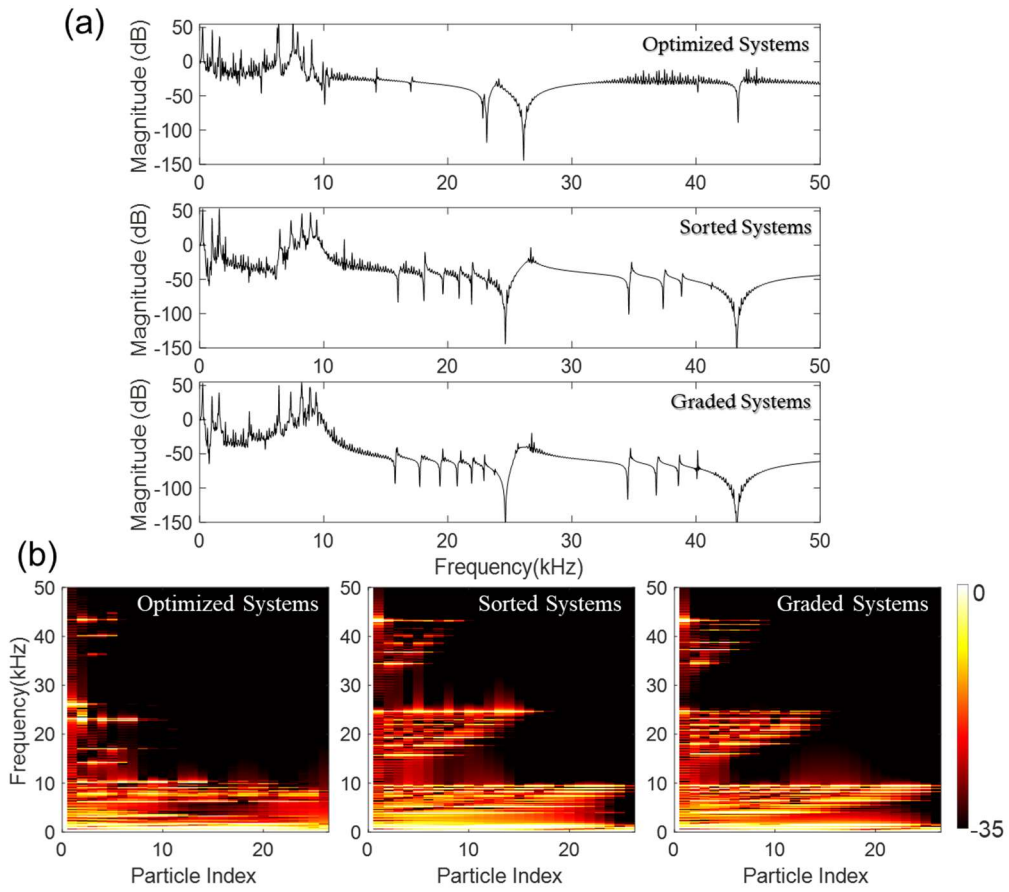 (a)
Magnitude (dB)
50
0
-50
-100
-150
Optimized Systems
0 10 20 30 40 50
Magnitude (dB)
50
0
-50
-100
-150
Sorted Systems
0 10 20 30 40 50
Magnitude (dB)
50
0
-50
-100
-150
Graded Systems
0 10 20 30 40 50
Frequency(kHz)
(b)
Frequency(kHz)
50
40
30
20
10
0
Optimized Systems
0 20
Particle Index
Sorted Systems
0 20
Particle Index
Graded Systems
0 20
Particle Index
0
-35